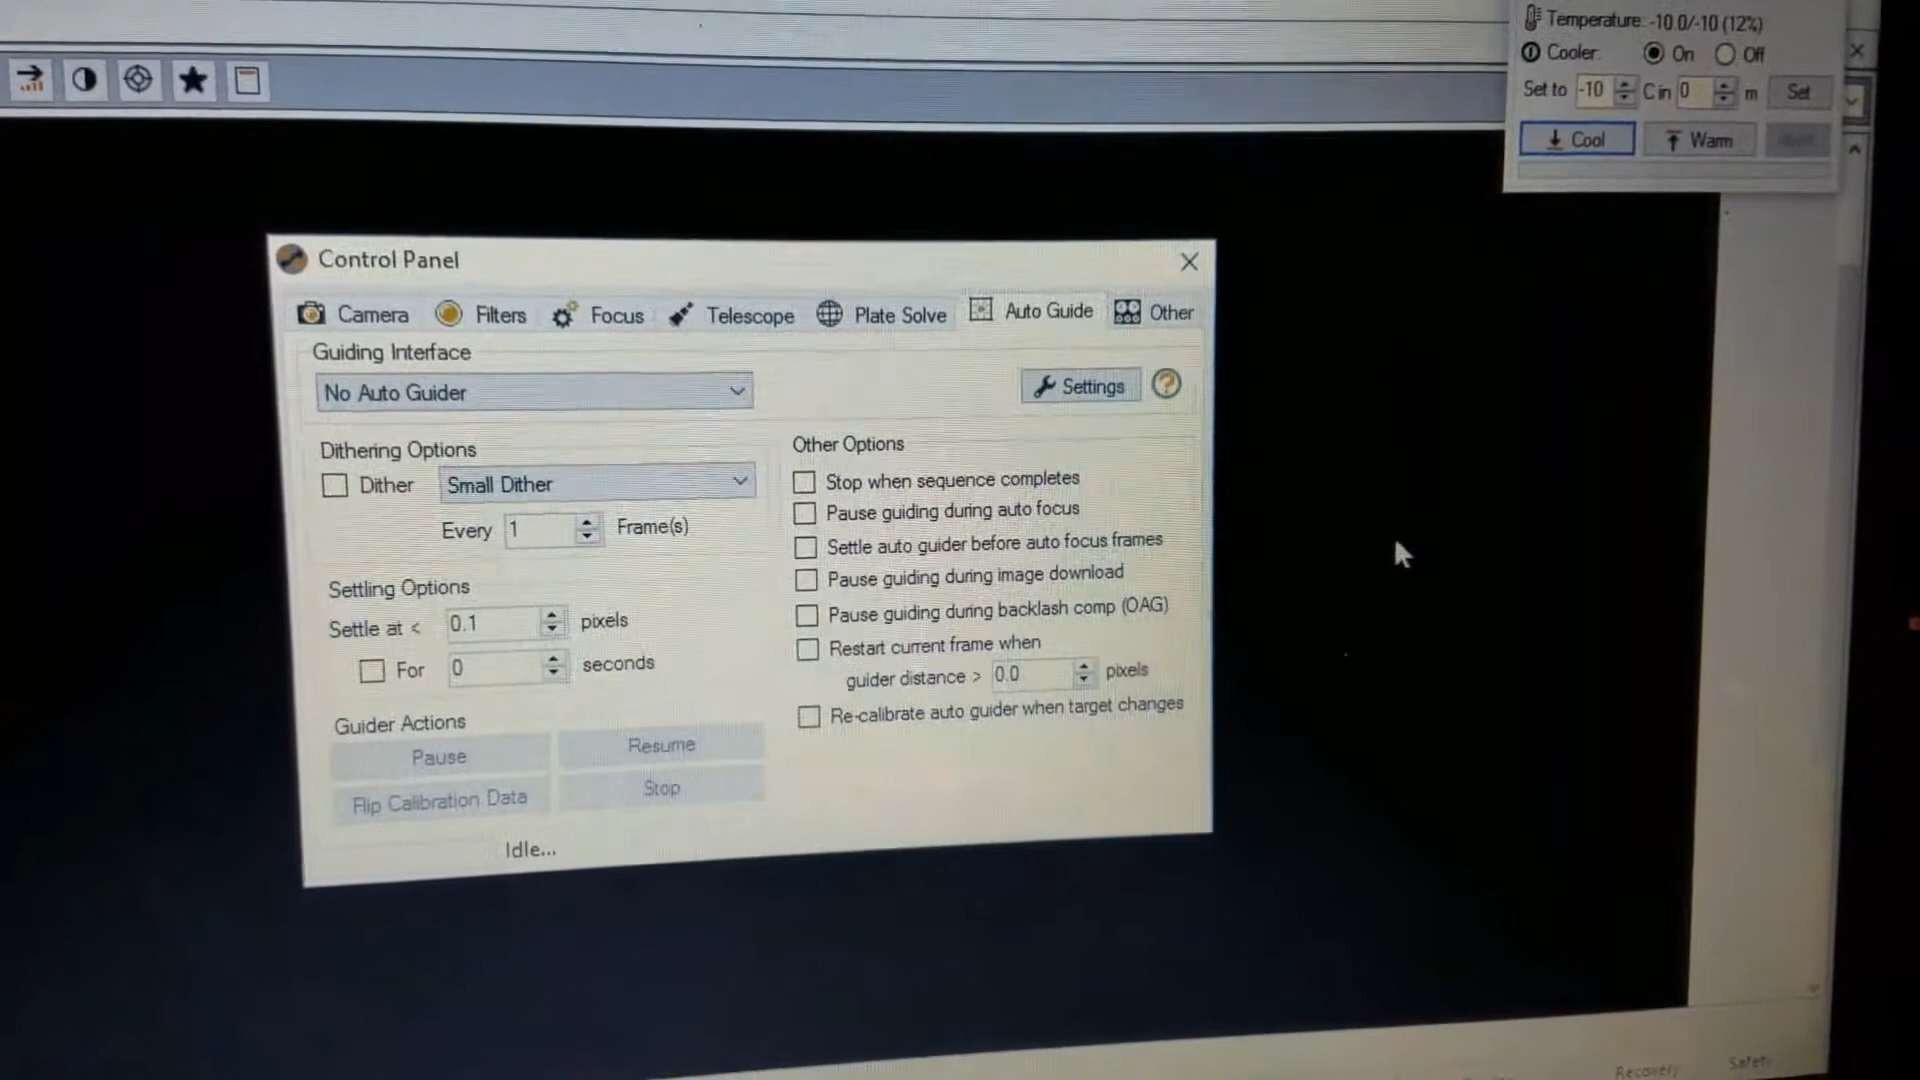 Temperature: -10.0/-10 (12%)
Cooler: On Off
Set to -10 C in 0 m Set
Cool Warm
Control Panel
Camera Filters Focus Telescope Plate Solve Auto Guide Other
Guiding Interface
No Auto Guider
Settings ?
Dithering Options
Dither Small Dither
Every 1 Frame(s)
Settling Options
Settle at < 0.1 pixels
For 0 seconds
Guider Actions
Pause Resume
Flip Calibration Data Stop
Idle...
Other Options
Stop when sequence completes
Pause guiding during auto focus
Settle auto guider before auto focus frames
Pause guiding during image download
Pause guiding during backlash comp (OAG)
Restart current frame when
guider distance > 0.0 pixels
Re-calibrate auto guider when target changes
Recovery Safety